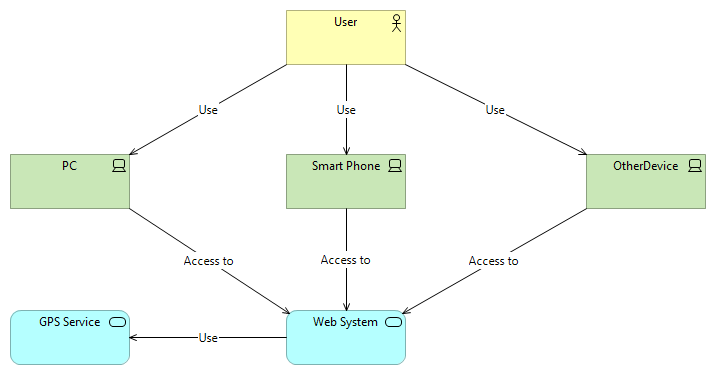 User
Use
Use
Use
PC
Smart Phone
OtherDevice
Access to
Access to
Access to
GPS Service
Web System
Use